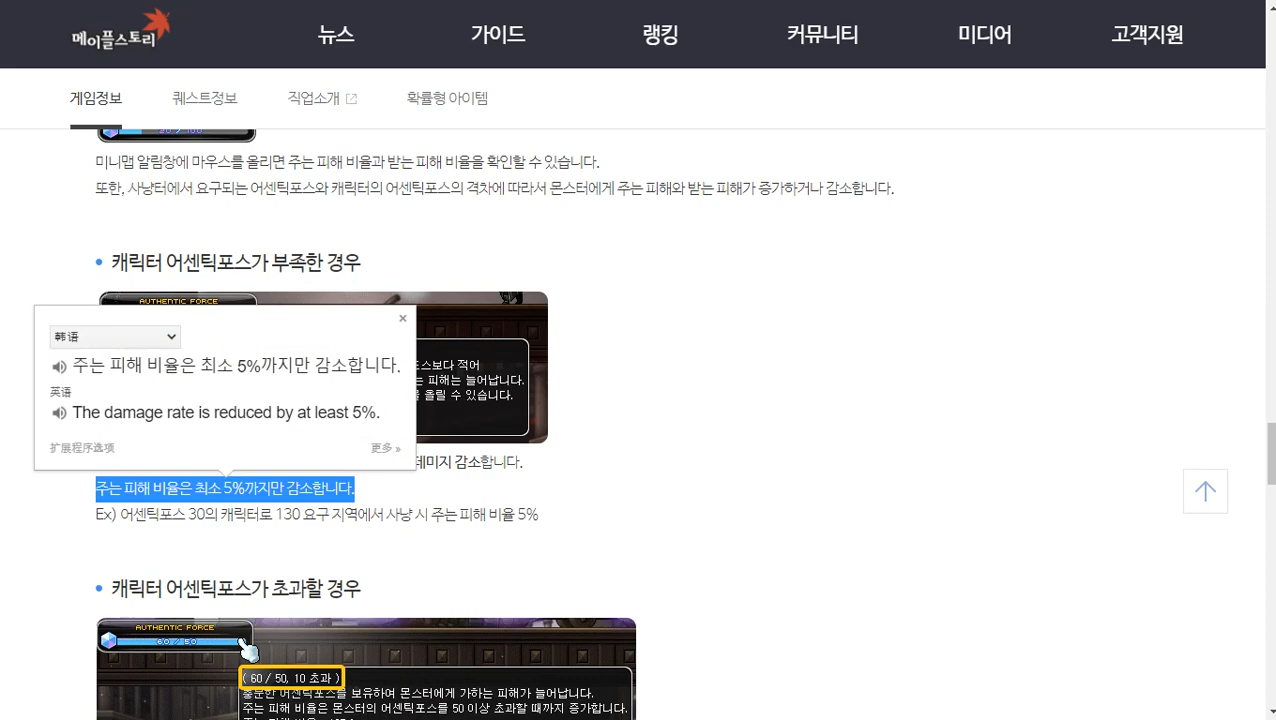 메이플스토리
뉴스 가이드 랭킹 커뮤니티 미디어 고객지원
게임정보 퀘스트정보 직업소개 확률형 아이템
미니맵 알림창에 마우스를 올리면 주는 피해 비율과 받는 피해 비율을 확인할 수 있습니다.
또한, 사냥터에서 요구되는 어센틱포스와 캐릭터의 어센틱포스의 격차에 따라서 몬스터에게 주는 피해와 받는 피해가 증가하거나 감소합니다.
캐릭터 어센틱포스가 부족한 경우
AUTHENTIC FORCE
韩语
주는 피해 비율은 최소 5%까지만 감소합니다.
英语
The damage rate is reduced by at least 5%.
扩展程序选项 更多 »
스보다 적어
는 피해는 늘어납니다.
를 올릴 수 있습니다.
데미지 감소합니다.
주는 피해 비율은 최소 5%까지만 감소합니다.
Ex) 어센틱포스 30의 캐릭터로 130 요구 지역에서 사냥 시 주는 피해 비율 5%
캐릭터 어센틱포스가 초과할 경우
AUTHENTIC FORCE
60 / 50
( 60 / 50, 10 초과 )
충분한 어센틱포스를 보유하여 몬스터에게 가하는 피해가 늘어납니다.
주는 피해 비율은 몬스터의 어센틱포스를 50 이상 초과할 때까지 증가합니다.